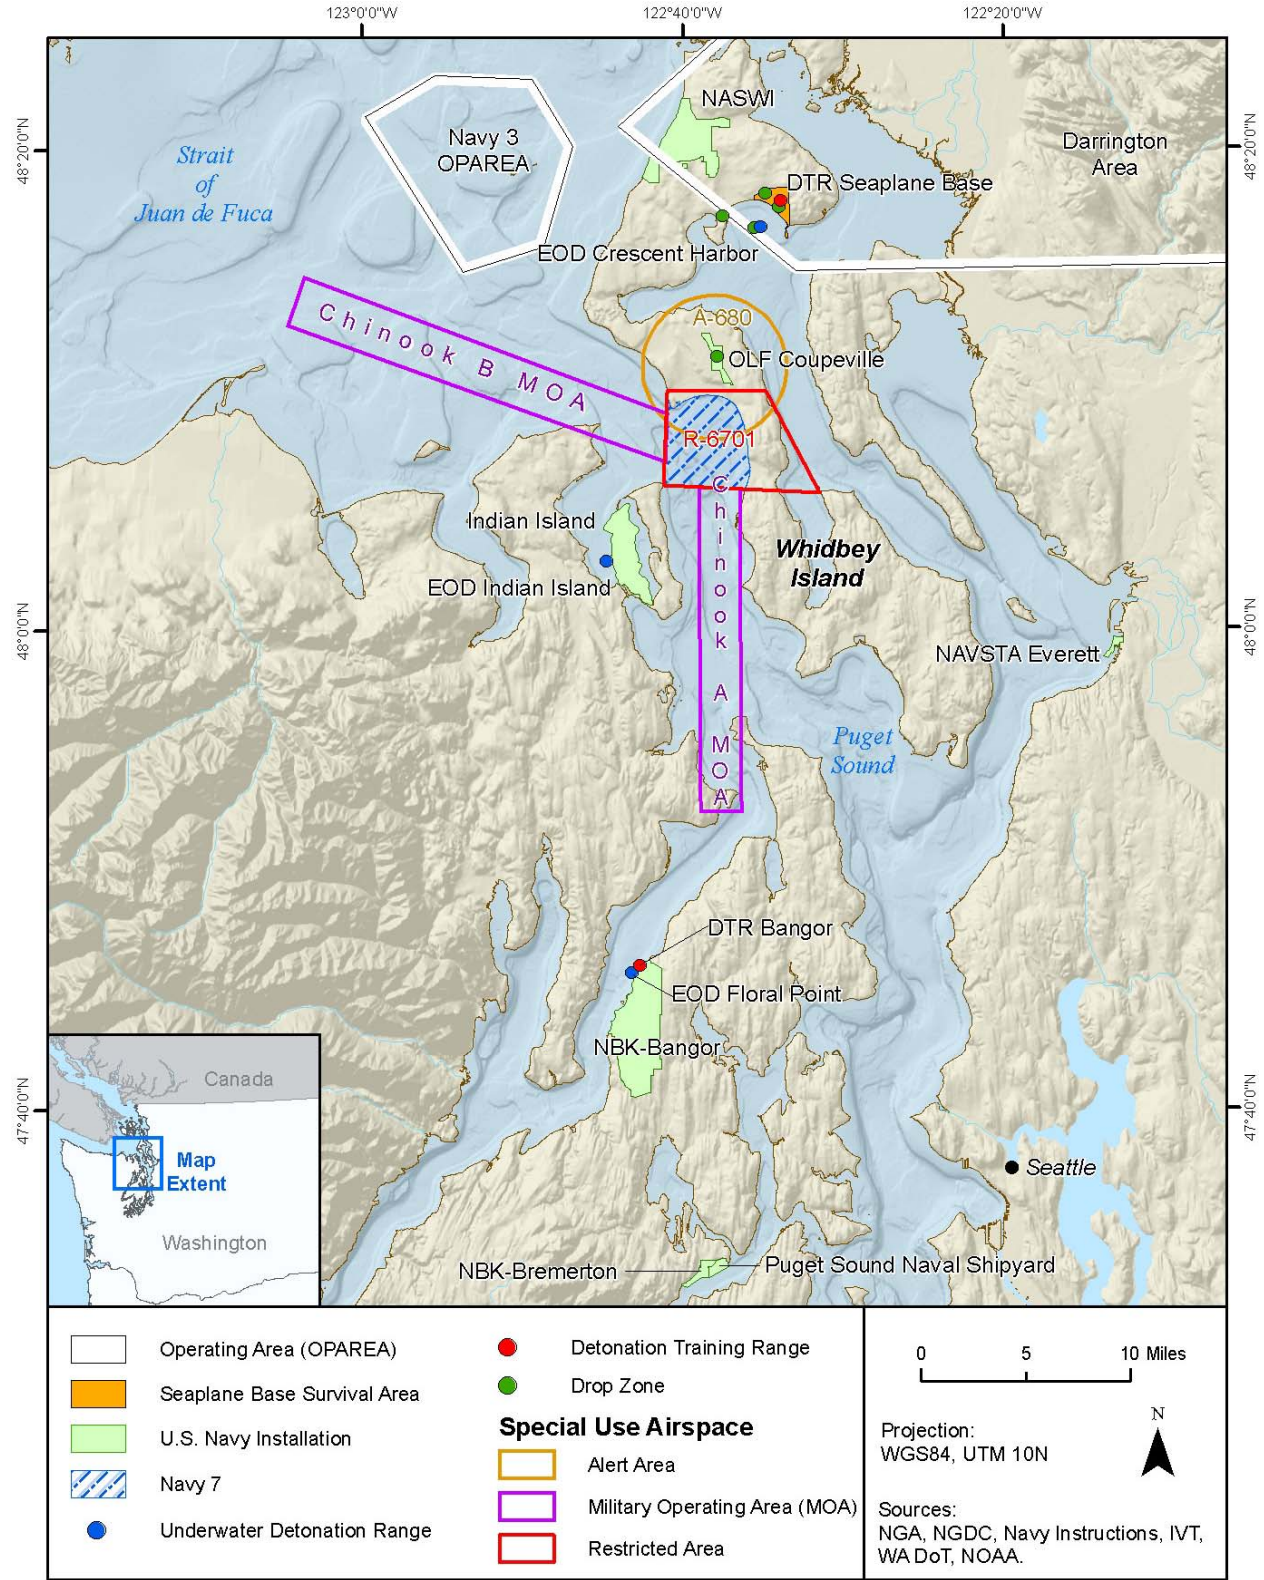 123°0'0"W
122°40'0"W
122°20'0"W
48°20'0"N
48°20'0"N
48°0'0"N
48°0'0"N
47°40'0"N
47°40'0"N
NASWI
Navy 3
OPAREA
Darrington
Area
Strait
of
Juan de Fuca
DTR Seaplane Base
EOD Crescent Harbor
Chinook B MOA
A-680
OLF Coupeville
R-6701
Chinook A MOA
Indian Island
EOD Indian Island
Whidbey
Island
NAVSTA Everett
Puget
Sound
DTR Bangor
EOD Floral Point
NBK-Bangor
Seattle
NBK-Bremerton
Puget Sound Naval Shipyard
Canada
Map
Extent
Washington
Operating Area (OPAREA)
Seaplane Base Survival Area
U.S. Navy Installation
Navy 7
Underwater Detonation Range
Detonation Training Range
Drop Zone
Special Use Airspace
Alert Area
Military Operating Area (MOA)
Restricted Area
0 5 10 Miles
N
Projection:
WGS84, UTM 10N
Sources:
NGA, NGDC, Navy Instructions, IVT,
WA DoT, NOAA.